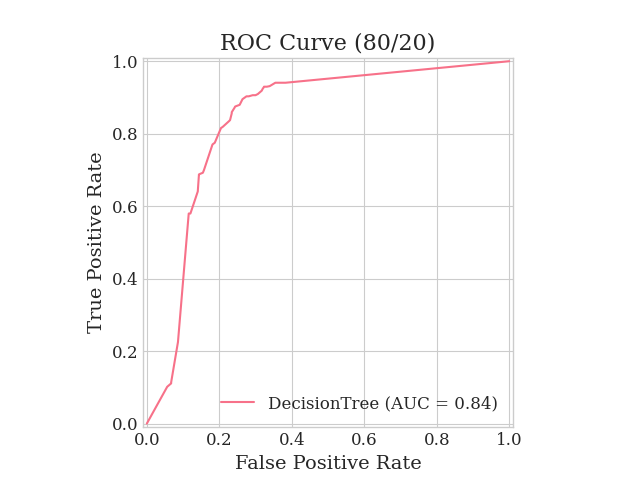 ROC Curve (80/20)
True Positive Rate
1.0
0.8
0.6
0.4
0.2
0.0
DecisionTree (AUC = 0.84)
0.0 0.2 0.4 0.6 0.8 1.0
False Positive Rate